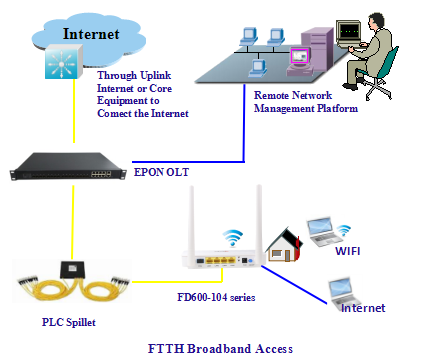 Internet
Through Uplink
Internet or Core
Equipment to
Comect the Internet
Remote Network
Management Platform
EPON OLT
WIFI
FD600-104 series
Internet
PLC Spillet
FTTH Broadband Access